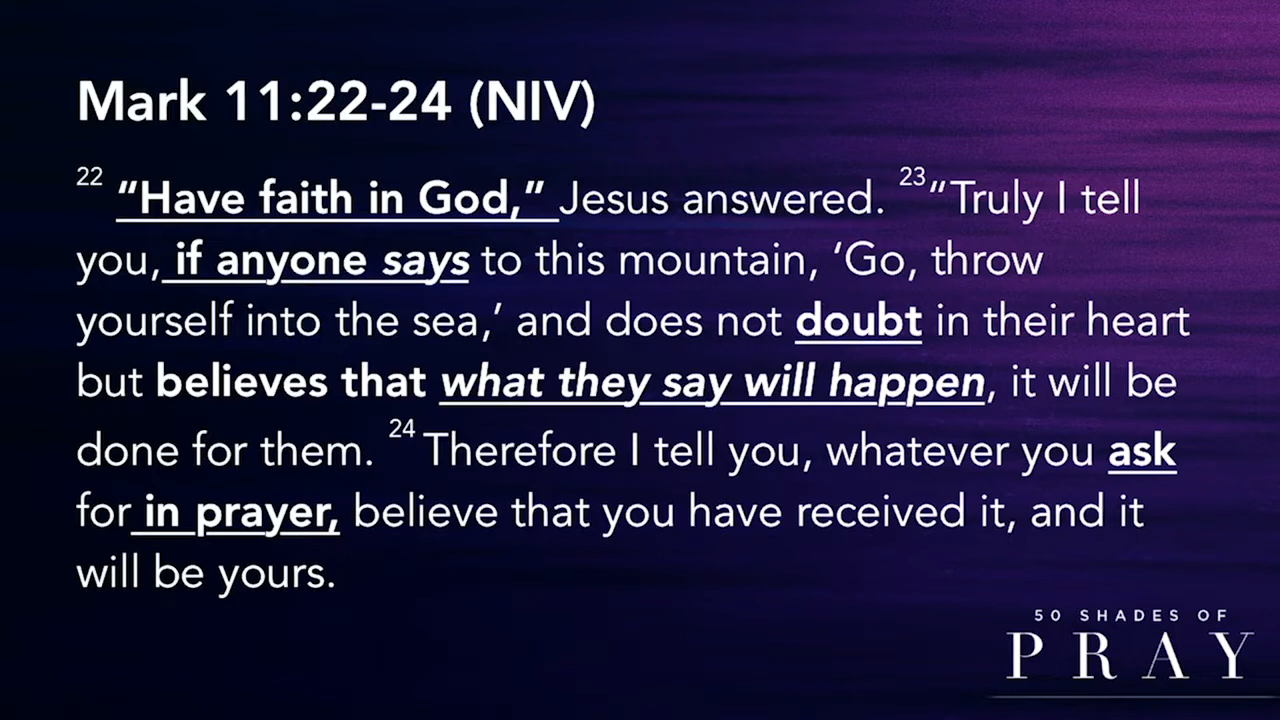 Mark 11:22-24 (NIV)
22 “Have faith in God,” Jesus answered. 23“Truly I tell
you, if anyone says to this mountain, ‘Go, throw
yourself into the sea,’ and does not doubt in their heart
but believes that what they say will happen, it will be
done for them. 24 Therefore I tell you, whatever you ask
for in prayer, believe that you have received it, and it
will be yours.
50 SHADES OF
PRAY